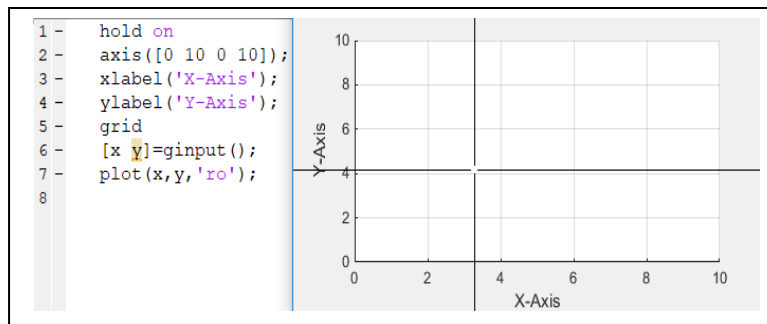 1 - hold on
2 - axis([0 10 0 10]);
3 - xlabel('X-Axis');
4 - ylabel('Y-Axis');
5 - grid
6 - [x y]=ginput();
7 - plot(x,y,'ro');
8
10
8
6
4
2
0
Y-Axis
0 2 4 6 8 10
X-Axis